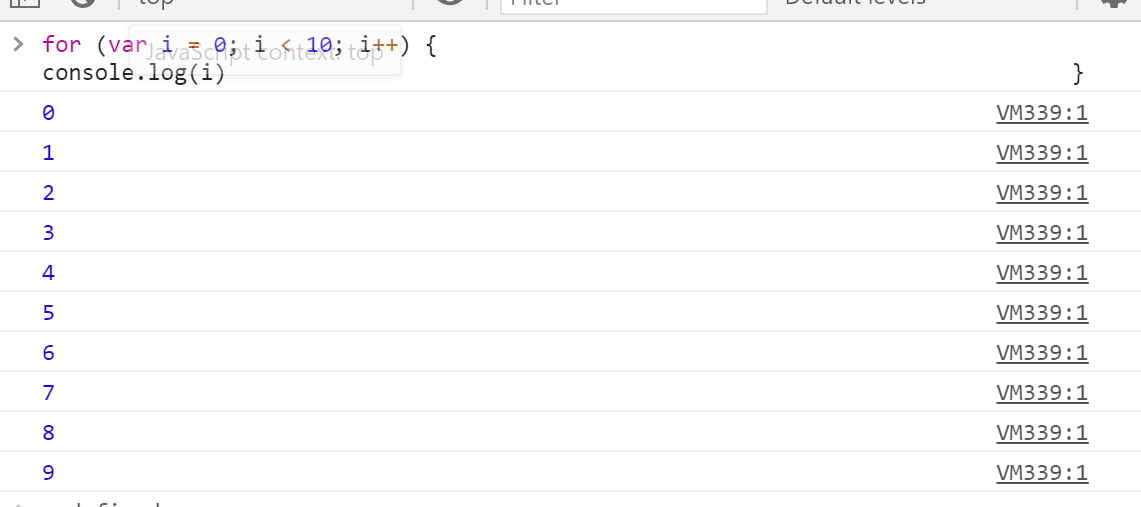 top
Filter
Default levels
for (var i = 0; i < 10; i++) {
JavaScript context: top
console.log(i) }
0 VM339:1
1 VM339:1
2 VM339:1
3 VM339:1
4 VM339:1
5 VM339:1
6 VM339:1
7 VM339:1
8 VM339:1
9 VM339:1